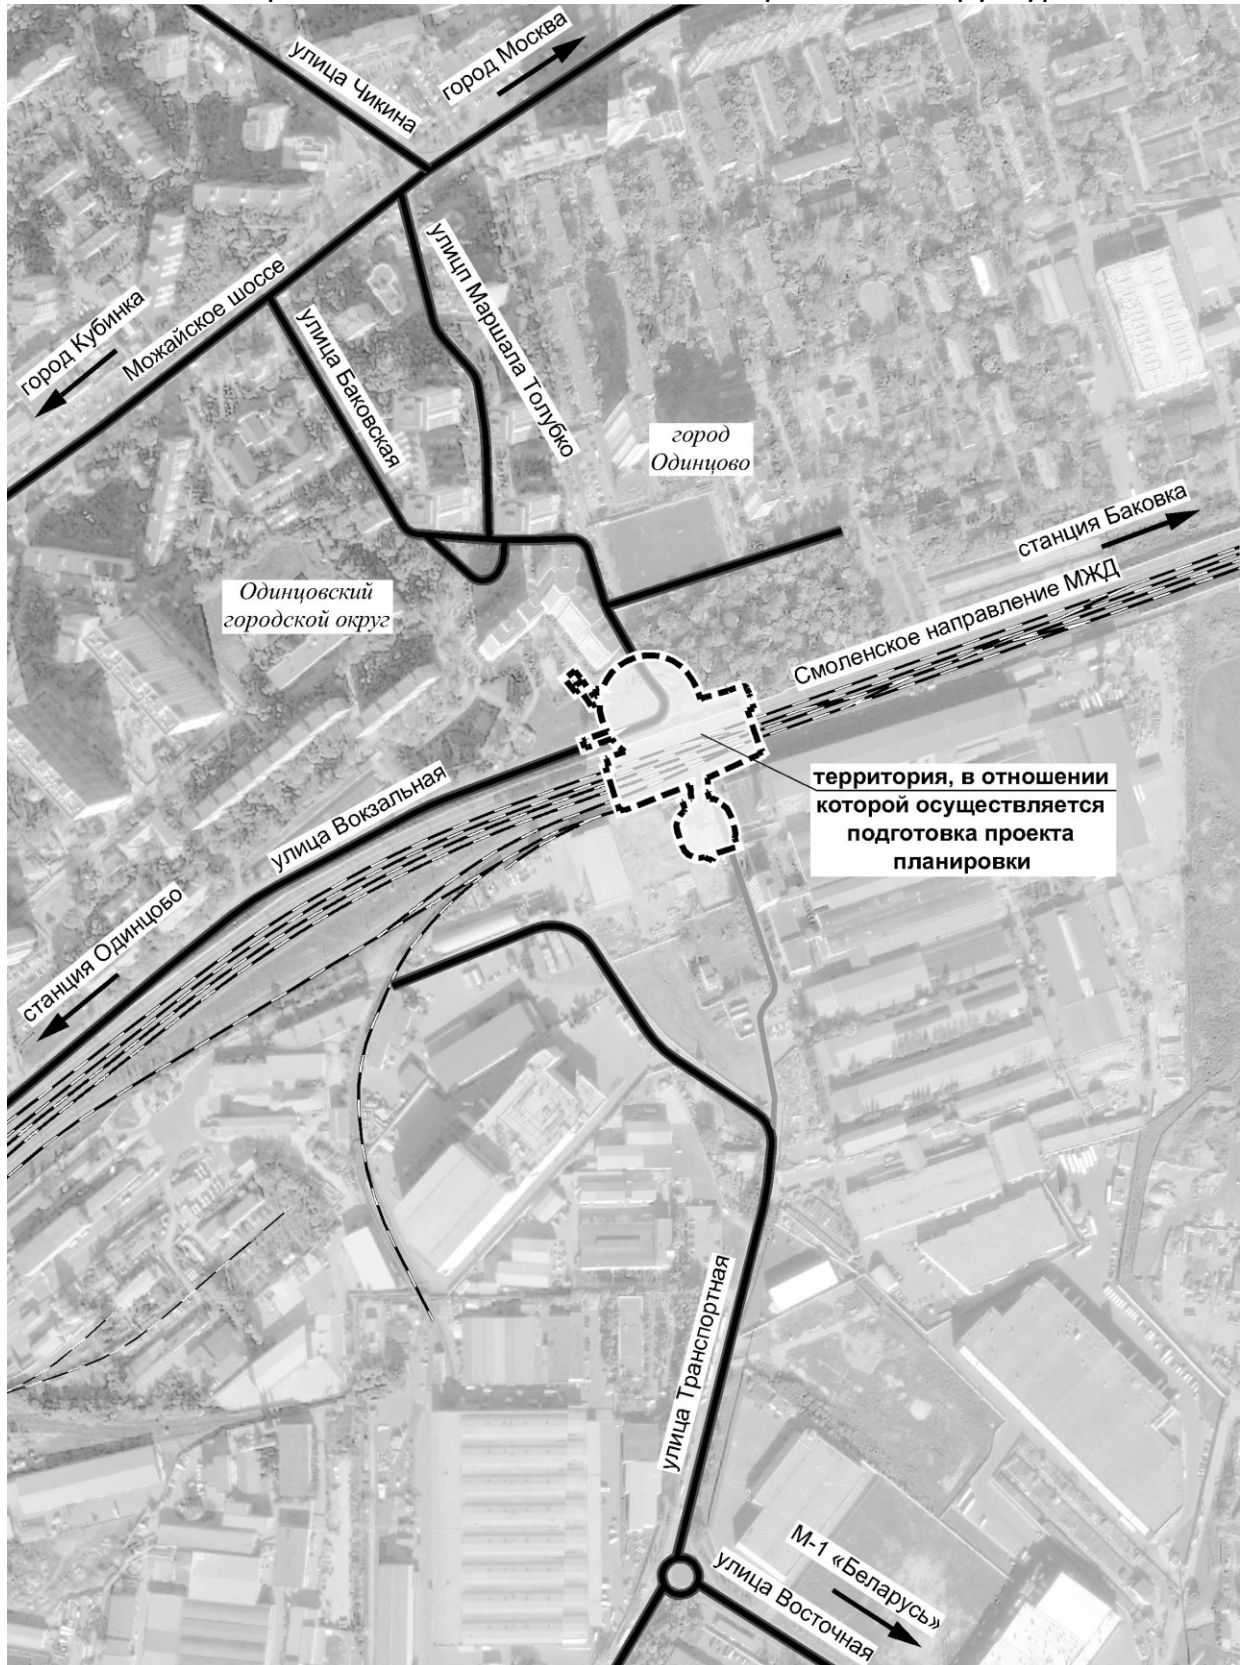 улица Чикина
город Москва
улицп Маршапа Толубко
Можайское шоссе
город Кубинка
улица Баковская
город
Одинцово
станция Баковка
Смоленское направление МЖД
Одинцовский
городской округ
территория, в отношении
которой осуществляется
подготовка проекта
планировки
улица Вокзальная
станция Одинцово
улица Транспортная
М-1 «Беларусь»
улица Восточная